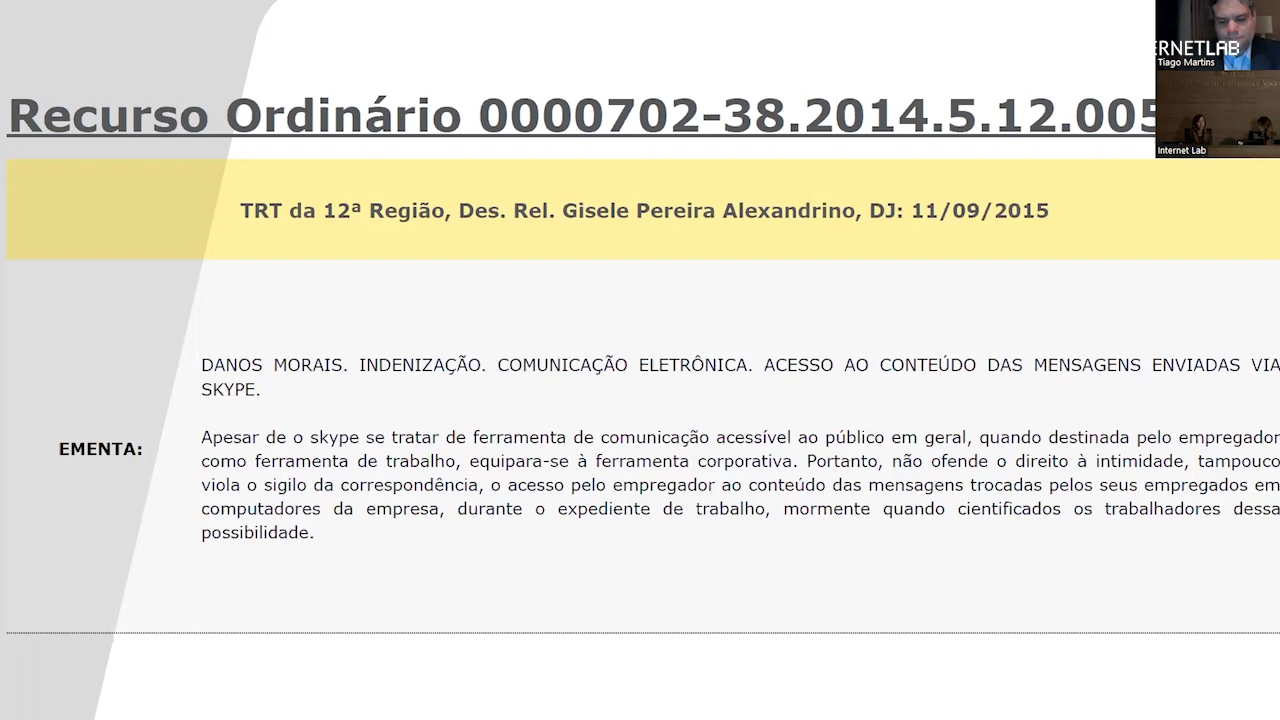 ERNETLAB
Tiago Martins
Recurso Ordinário 0000702-38.2014.5.12.005
Internet Lab
TRT da 12ª Região, Des. Rel. Gisele Pereira Alexandrino, DJ: 11/09/2015
DANOS MORAIS. INDENIZAÇÃO. COMUNICAÇÃO ELETRÔNICA. ACESSO AO CONTEÚDO DAS MENSAGENS ENVIADAS VIA
SKYPE.
EMENTA:
Apesar de o skype se tratar de ferramenta de comunicação acessível ao público em geral, quando destinada pelo empregador
como ferramenta de trabalho, equipara-se à ferramenta corporativa. Portanto, não ofende o direito à intimidade, tampouco
viola o sigilo da correspondência, o acesso pelo empregador ao conteúdo das mensagens trocadas pelos seus empregados em
computadores da empresa, durante o expediente de trabalho, mormente quando cientificados os trabalhadores dessa
possibilidade.